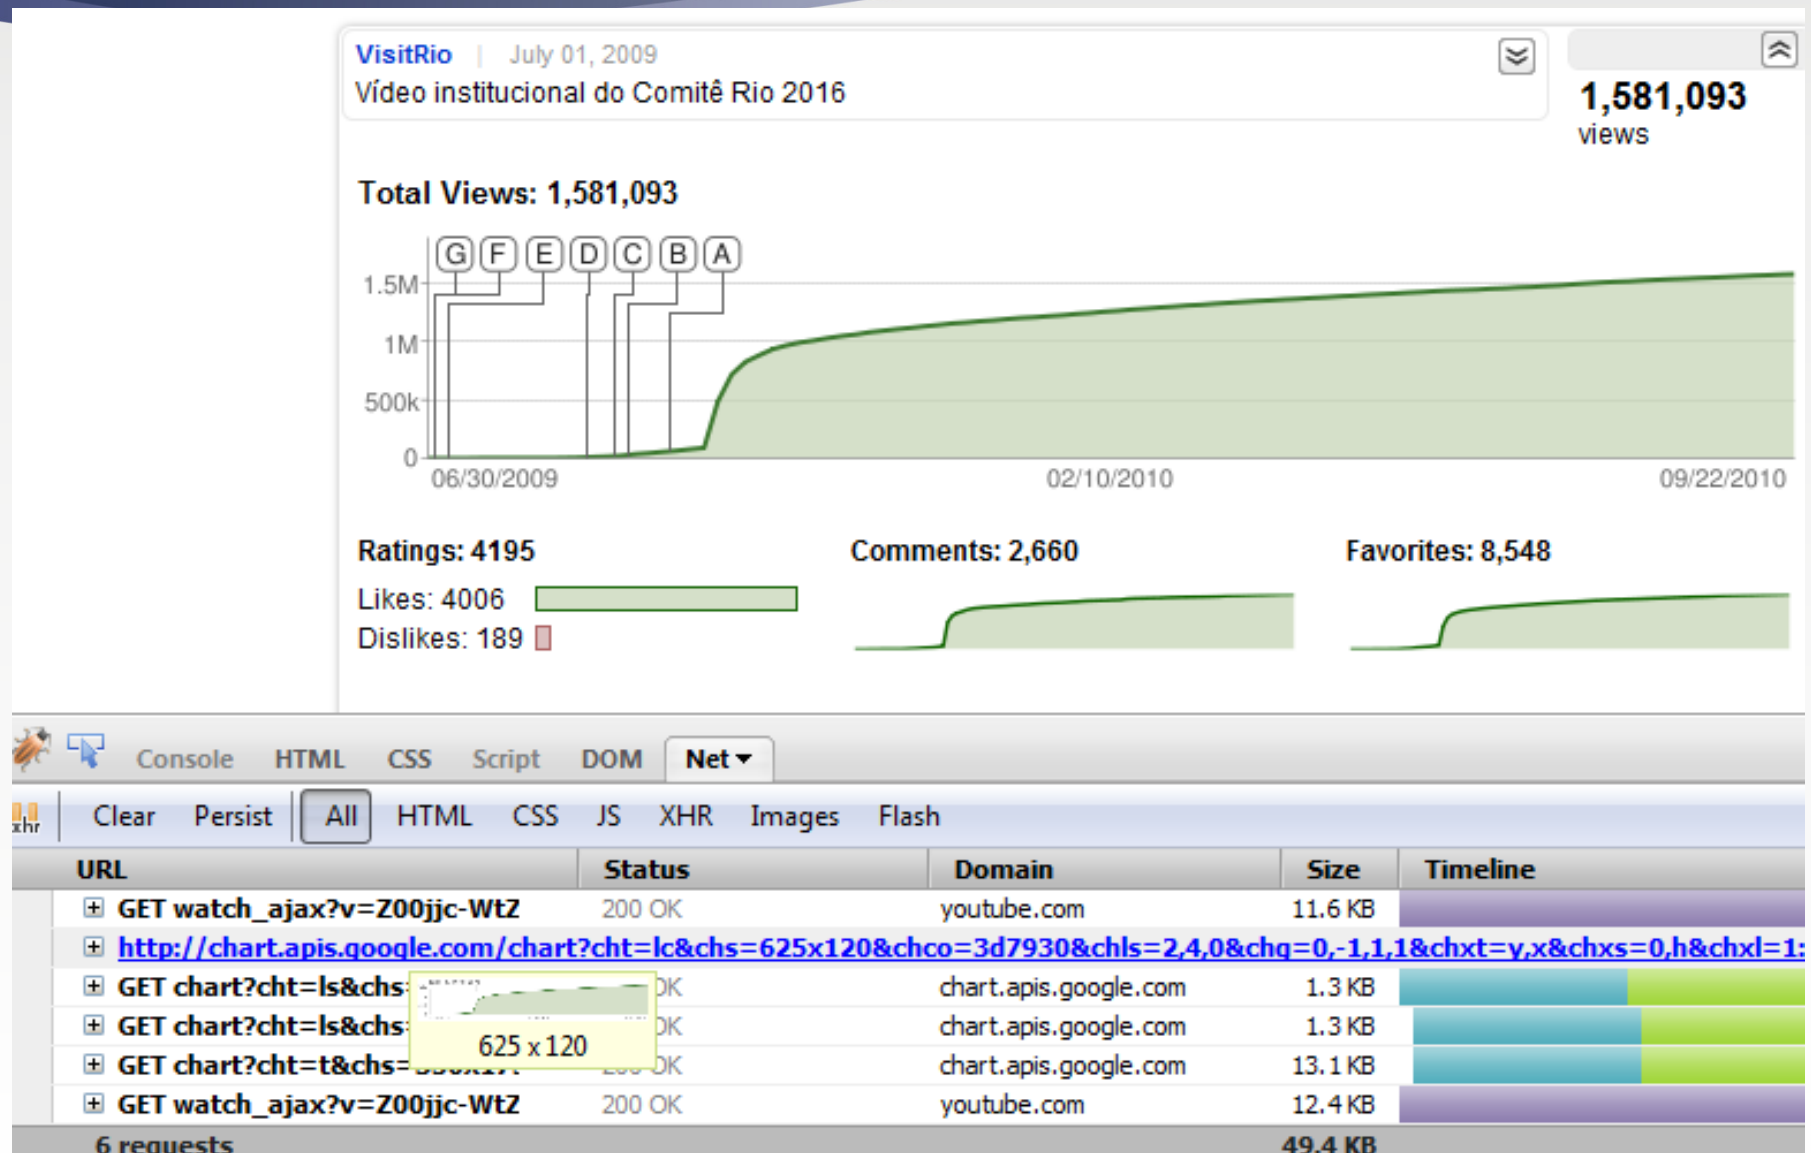 VisitRio | July 01, 2009
Vídeo institucional do Comitê Rio 2016
1,581,093
views
Total Views: 1,581,093
G F E D C B A
1.5M
1M
500k
0
06/30/2009 02/10/2010 09/22/2010
Ratings: 4195 Comments: 2,660 Favorites: 8,548
Likes: 4006
Dislikes: 189
Console HTML CSS Script DOM Net
xhr Clear Persist All HTML CSS JS XHR Images Flash
URL Status Domain Size Timeline
GET watch_ajax?v=Z00jjc-WtZ 200 OK youtube.com 11.6 KB
http://chart.apis.google.com/chart?cht=lc&chs=625x120&chco=3d7930&chls=2,4,0&chg=0,-1,1,1&chxt=y,x&chxs=0,h&chxl=1:
GET chart?cht=ls&chs OK chart.apis.google.com 1.3 KB
GET chart?cht=ls&chs OK chart.apis.google.com 1.3 KB
625 x 120
GET chart?cht=t&chs= OK chart.apis.google.com 13.1 KB
GET watch_ajax?v=Z00jjc-WtZ 200 OK youtube.com 12.4 KB
6 requests 49.4 KB